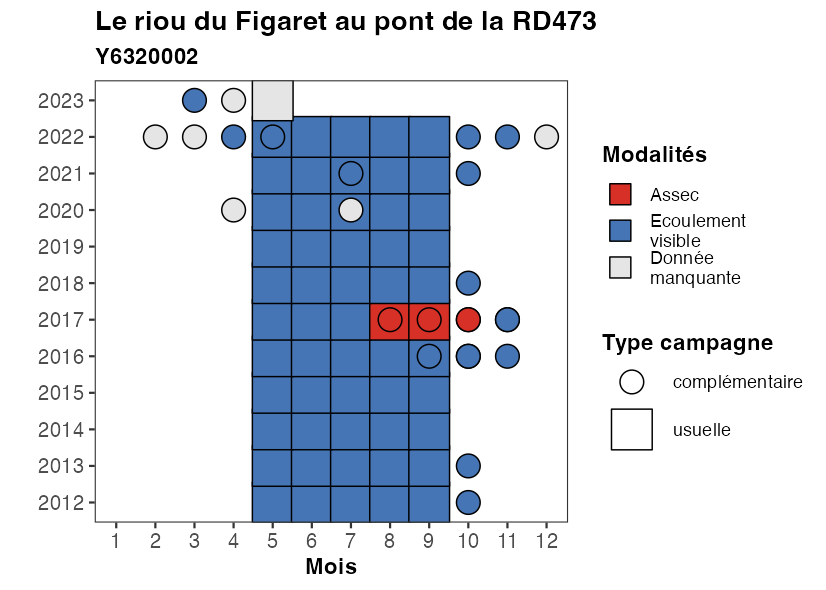 Le riou du Figaret au pont de la RD473
Y6320002
2023
2022
2021
2020
2019
2018
2017
2016
2015
2014
2013
2012
1 2 3 4 5 6 7 8 9 10 11 12
Mois
Modalités
Assec
Ecoulement
visible
Donnée
manquante
Type campagne
complémentaire
usuelle